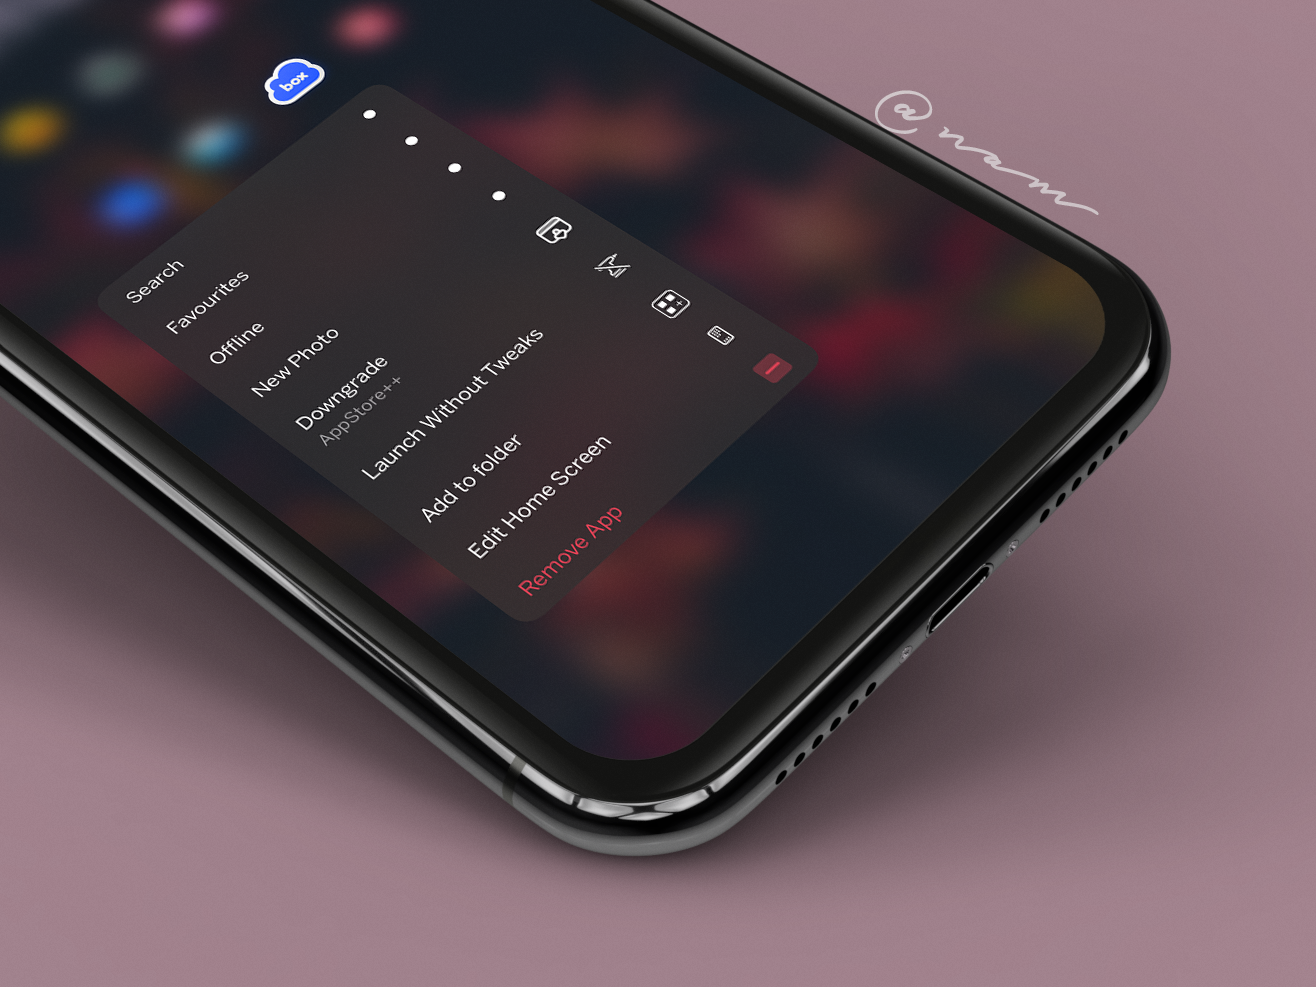 box
@nam
Search
Favourites
Offline
New Photo
Downgrade
AppStore++
Launch Without Tweaks
Add to folder
Edit Home Screen
Remove App